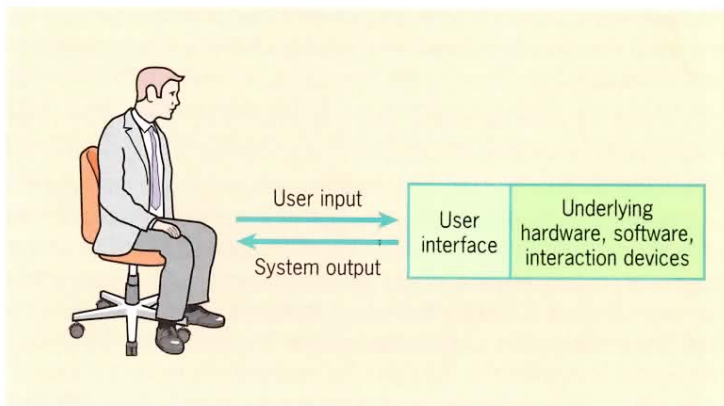 User input
System output
User
interface
Underlying
hardware, software,
interaction devices